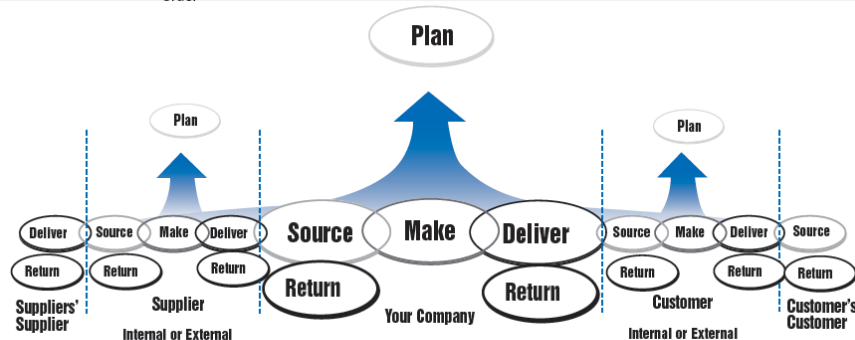 Plan
Plan
Plan
Deliver
Source
Make
Deliver
Source
Make
Deliver
Source
Make
Deliver
Source
Return
Return
Return
Return
Return
Return
Return
Return
Suppliers'
Supplier
Supplier
Internal or External
Your Company
Customer
Internal or External
Customer's
Customer